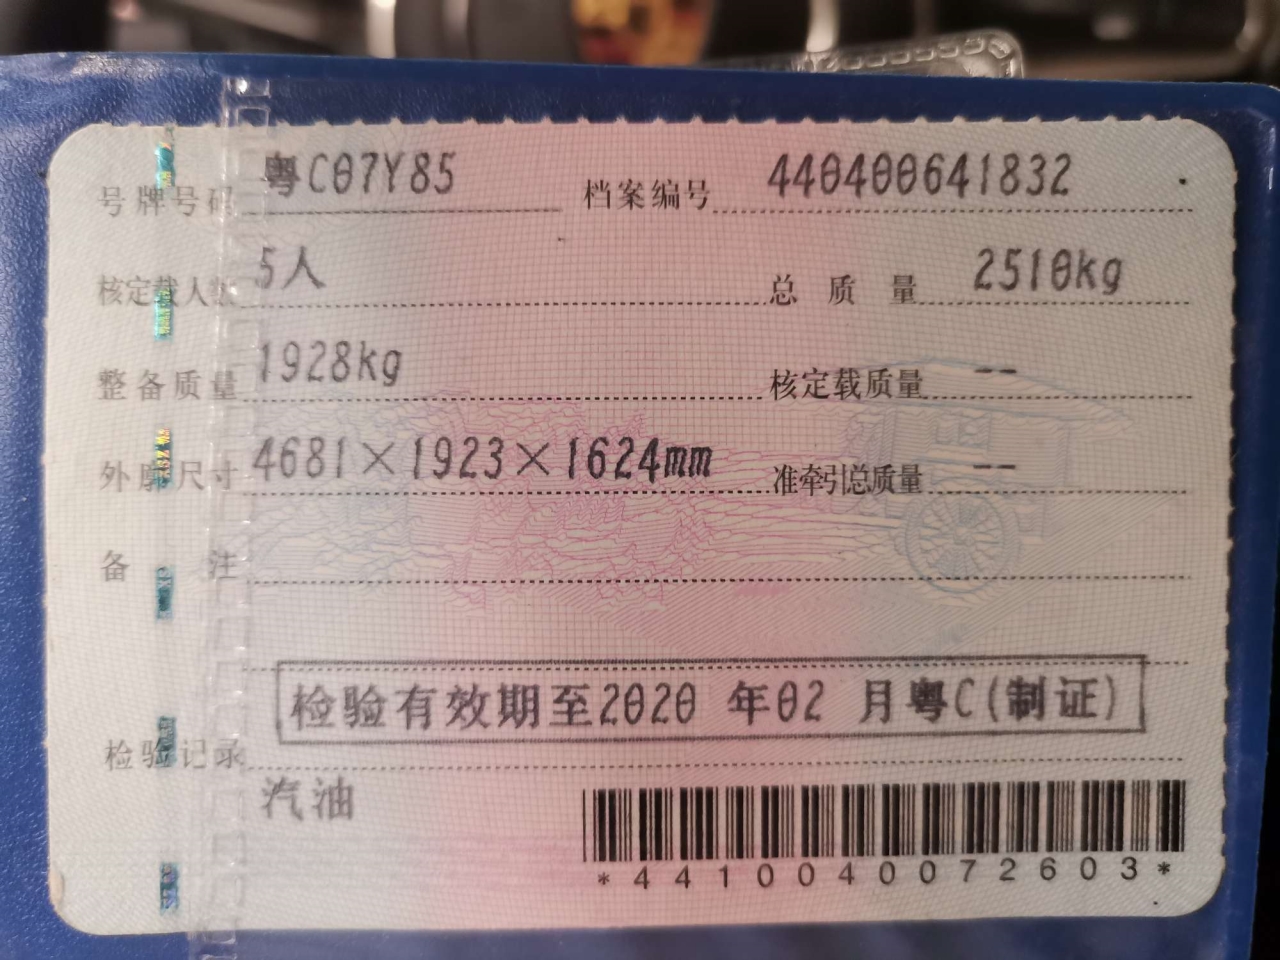 号牌号码 粤C07Y85 档案编号 440400641832
核定载人数 5人 总质量 2510kg
整备质量 1928kg 核定载质量 --
外廓尺寸 4681×1923×1624mm 准牵引总质量 --
备注
检验有效期至2020 年02 月粤C(制证)
检验记录
汽油
*4410040072603*